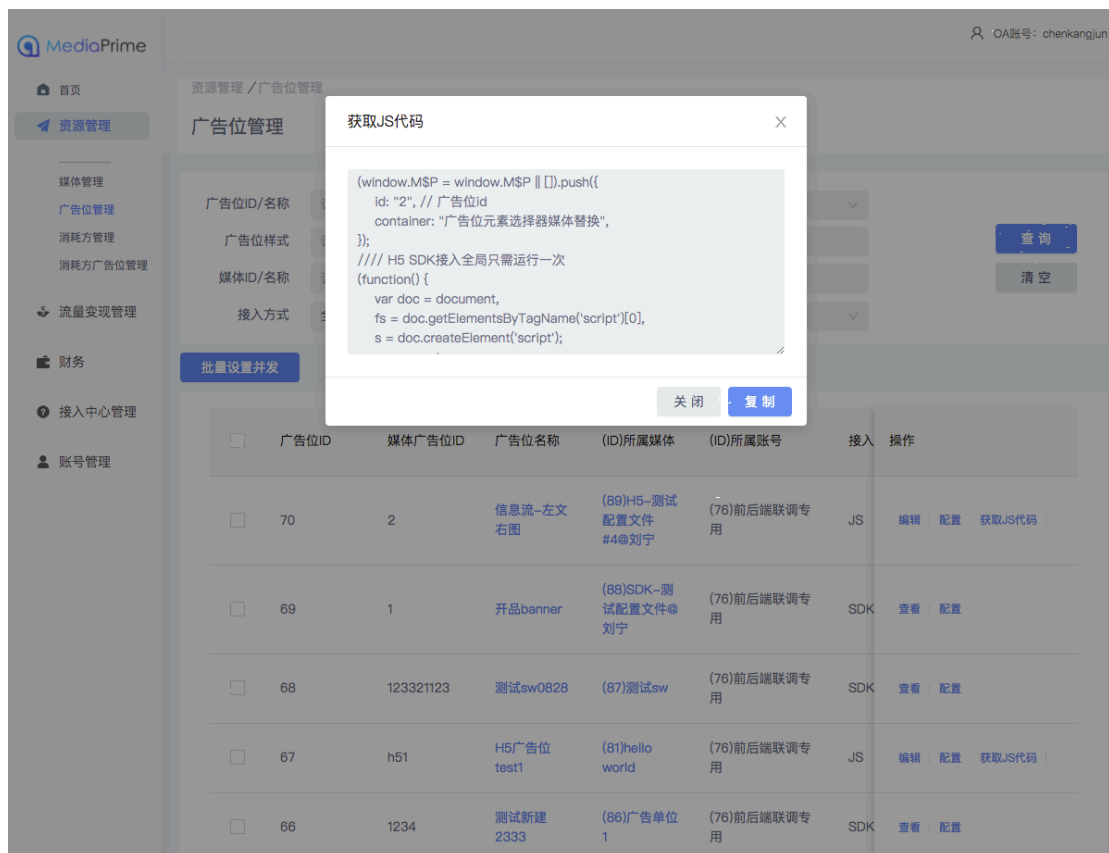 MediaPrime
OA账号：chenkangjun
首页
资源管理
媒体管理
广告位管理
消耗方管理
消耗方广告位管理
流量变现管理
财务
接入中心管理
账号管理
资源管理 / 广告位管理
广告位管理
广告位ID/名称
广告位样式
媒体ID/名称
接入方式
查 询
清 空
批量设置并发
获取JS代码
(window.M$P = window.M$P || []).push({
id: "2", // 广告位id
container: "广告位元素选择器媒体替换",
});
//// H5 SDK接入全局只需运行一次
(function() {
var doc = document,
fs = doc.getElementsByTagName('script')[0],
s = doc.createElement('script');
关 闭
复 制
广告位ID 媒体广告位ID 广告位名称 (ID)所属媒体 (ID)所属账号 接入 操作
70 2 信息流-左文右图 (89)H5-测试配置文件#4@刘宁 (76)前后端联调专用 JS 编辑 配置 获取JS代码
69 1 开品banner (88)SDK-测试配置文件@刘宁 (76)前后端联调专用 SDK 查看 配置
68 123321123 测试sw0828 (87)测试sw (76)前后端联调专用 SDK 查看 配置
67 h51 H5广告位test1 (81)hello world (76)前后端联调专用 JS 编辑 配置 获取JS代码
66 1234 测试新建2333 (86)广告单位1 (76)前后端联调专用 SDK 查看 配置